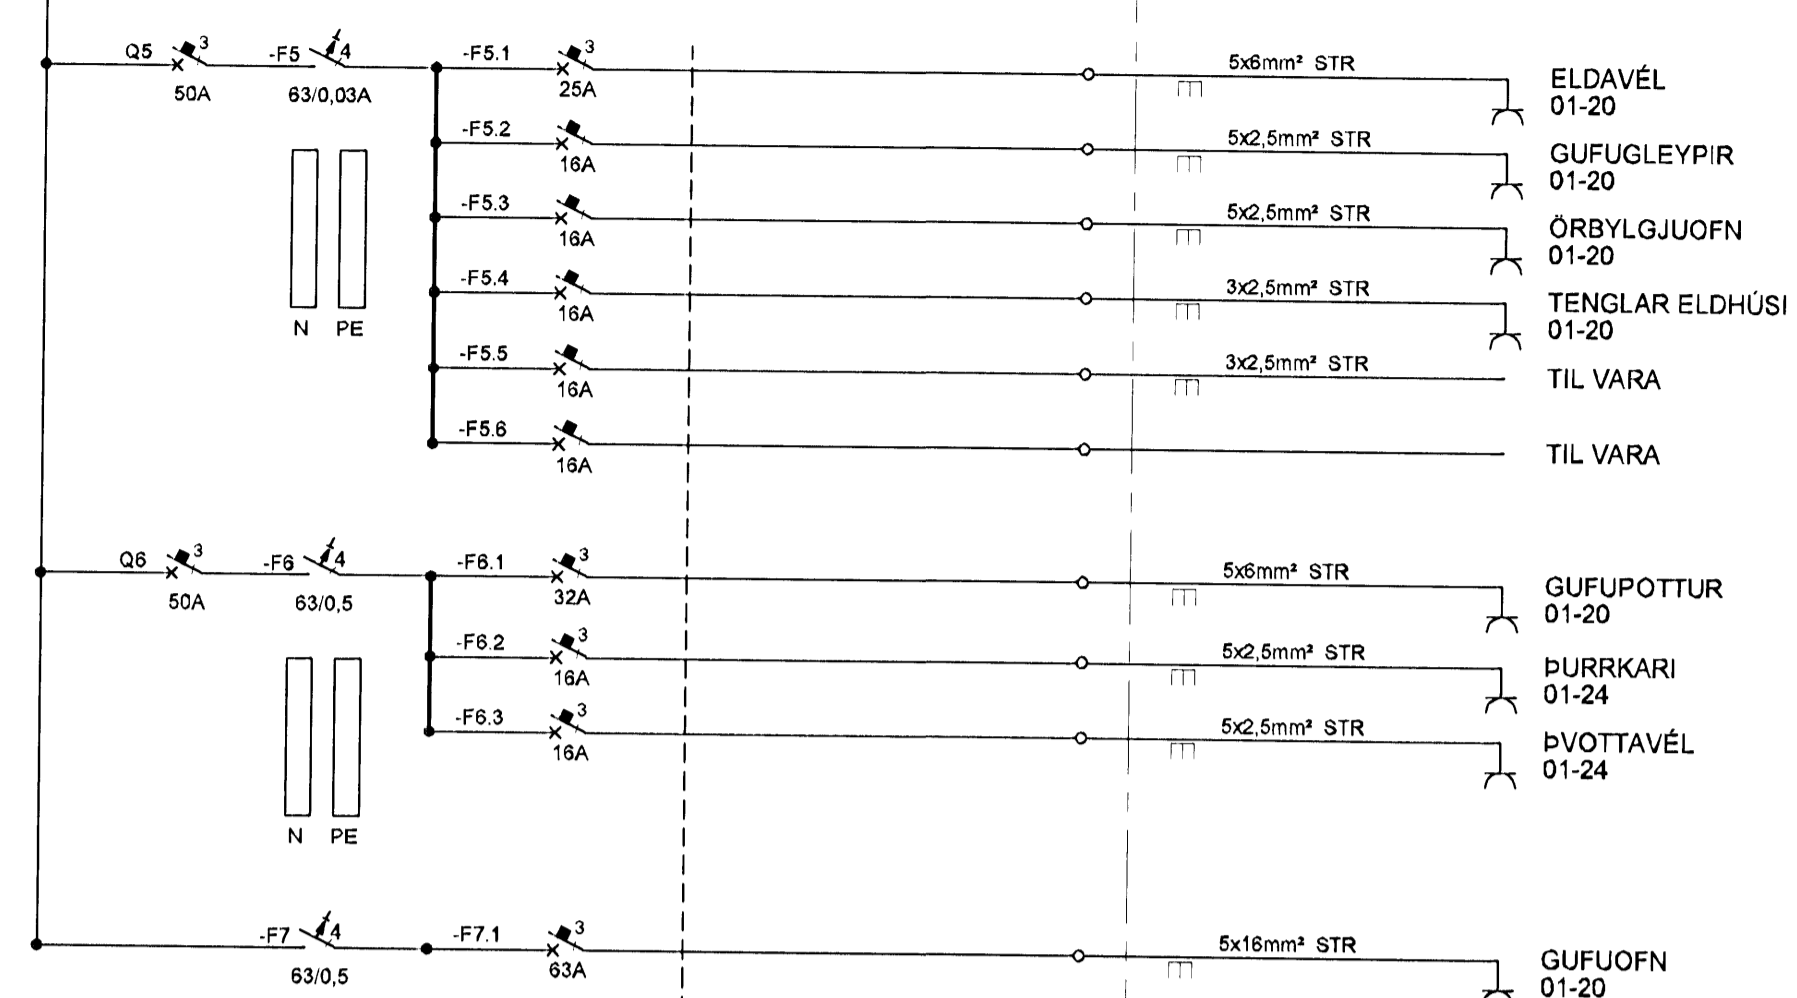 Q5
3
50A
-F5
4
63/0,03A
N
PE
-F5.1
3
25A
5x6mm² STR
ELDAVÉL
01-20
-F5.2
16A
5x2,5mm² STR
GUFUGLEYPIR
01-20
-F5.3
16A
5x2,5mm² STR
ÖRBYLGJUOFN
01-20
-F5.4
16A
3x2,5mm² STR
TENGLAR ELDHÚSI
01-20
-F5.5
16A
3x2,5mm² STR
TIL VARA
-F5.6
16A
TIL VARA
Q6
3
50A
-F6
4
63/0,5
N
PE
-F6.1
3
32A
5x6mm² STR
GUFUPOTTUR
01-20
-F6.2
3
16A
5x2,5mm² STR
ÞURRKARI
01-24
-F6.3
3
16A
5x2,5mm² STR
ÞVOTTAVÉL
01-24
-F7
4
63/0,5
-F7.1
3
63A
5x16mm² STR
GUFUOFN
01-20